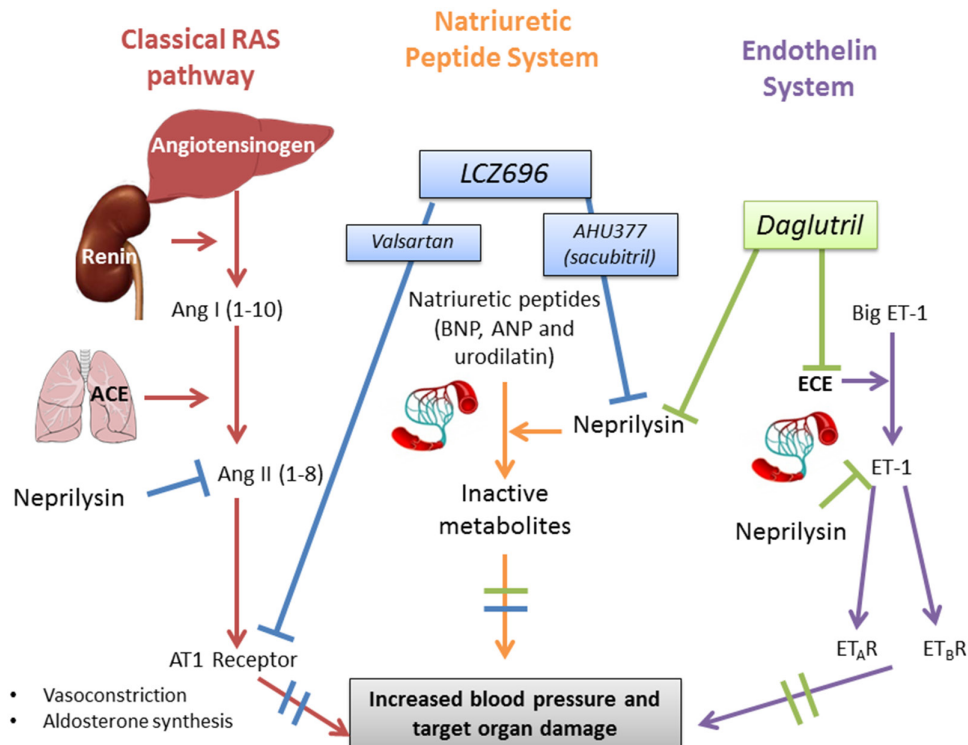 Classical RAS
pathway
Natriuretic
Peptide System
Endothelin
System
Angiotensinogen
Renin
Ang I (1-10)
ACE
Neprilysin
Ang II (1-8)
AT1 Receptor
• Vasoconstriction
• Aldosterone synthesis
LCZ696
Valsartan
AHU377
(sacubitril)
Natriuretic peptides
(BNP, ANP and
urodilatin)
Neprilysin
Inactive
metabolites
Daglutril
Big ET-1
ECE
ET-1
Neprilysin
ETAR
ETBR
Increased blood pressure and
target organ damage